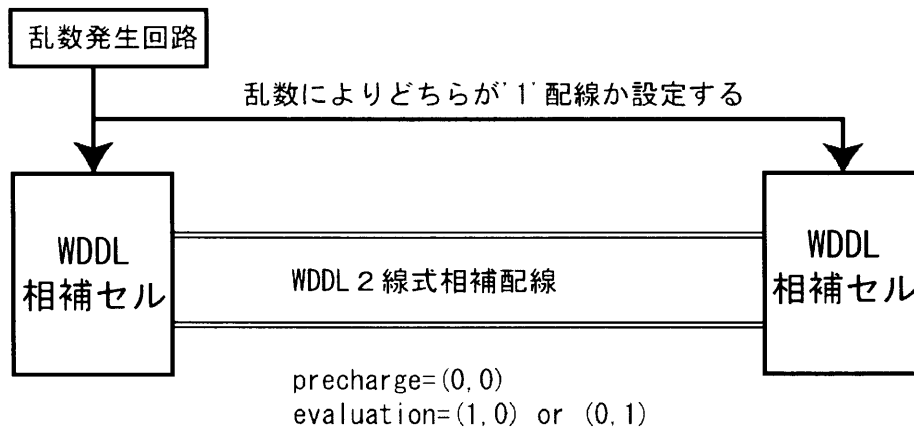 乱数発生回路
乱数によりどちらが'1'配線か設定する
WDDL
相補セル
WDDL２線式相補配線
WDDL
相補セル
precharge=(0,0)
evaluation=(1,0) or (0,1)